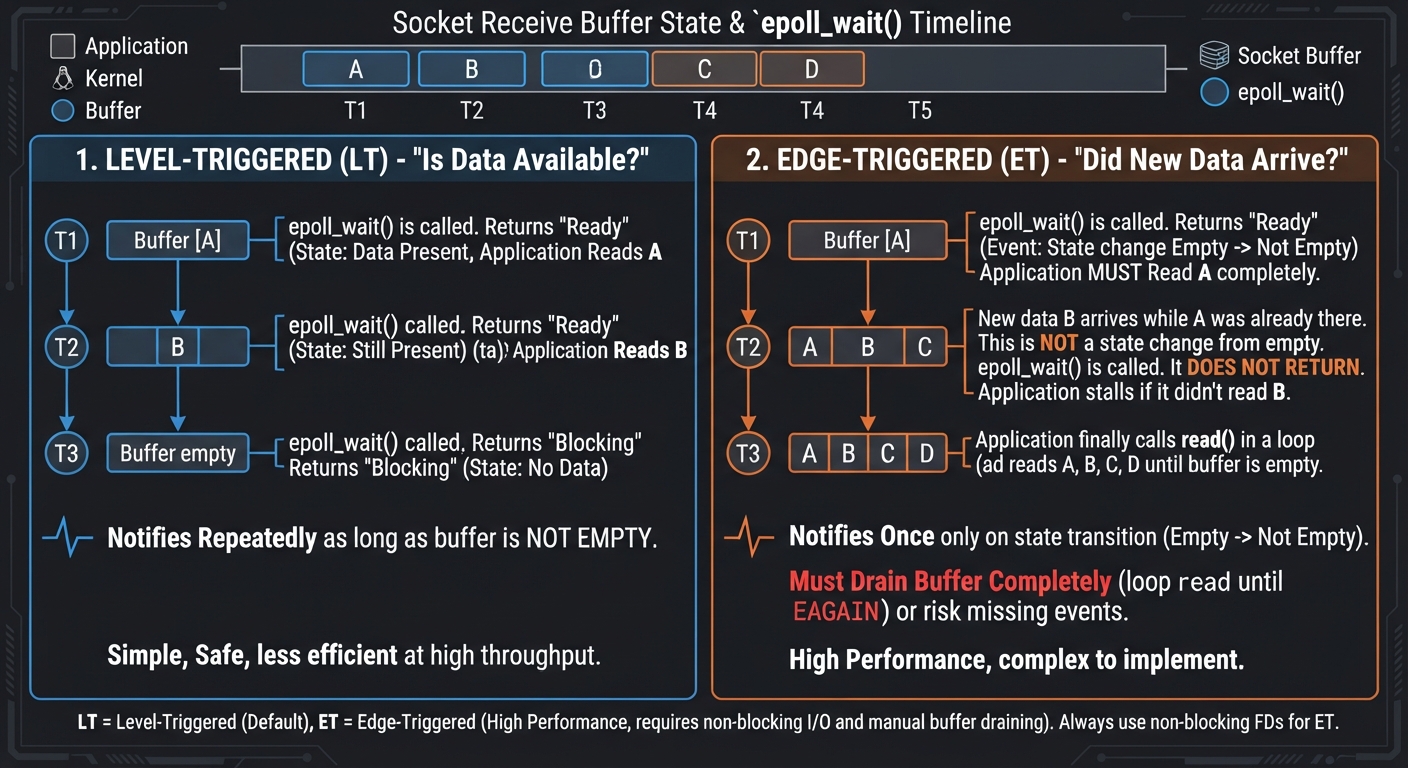 Socket Receive Buffer State & `epoll_wait() Timeline
Application
Kernel
Buffer
A B 0 C D
T1 T2 T3 T4 T4 T5
Socket Buffer
epoll_wait()
1. LEVEL-TRIGGERED (LT) - "Is Data Available?"
T1
Buffer [A]
epoll_wait() is called. Returns "Ready"
(State: Data Present, Application Reads A
T2
B
epoll_wait() called. Returns "Ready"
(State: Still Present) (ta)’ Application Reads B
T3
Buffer empty
epoll_wait() called, Returns "Blocking"
Returns "Blocking" (State: No Data)
Notifies Repeatedly as long as buffer is NOT EMPTY.
Simple, Safe, less efficient at high throughput.
2. EDGE-TRIGGERED (ET) - "Did New Data Arrive?"
T1
Buffer [A]
epoll_wait() is called. Returns "Ready"
(Event: State change Empty -> Not Empty)
Application MUST Read A completely.
T2
A B C
New data B arrives while A was already there.
This is NOT a state change from empty.
epoll_wait() is called. It DOES NOT RETURN.
Application stalls if it didn't read B.
T3
A B C D
Application finally calls read() in a loop
(ad reads A, B, C, D until buffer is empty.
Notifies Once only on state transition (Empty -> Not Empty).
Must Drain Buffer Completely (loop read until
EAGAIN) or risk missing events.
High Performance, complex to implement.
LT = Level-Triggered (Default), ET = Edge-Triggered (High Performance, requires non-blocking I/O and manual buffer draining). Always use non-blocking FDs for ET.